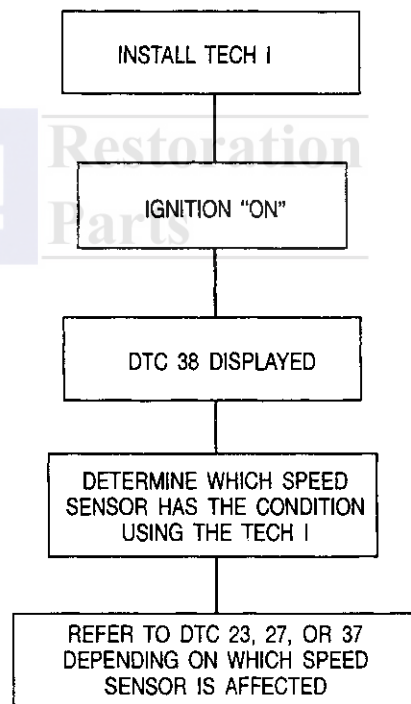 INSTALL TECH I
Restoration
Parts
IGNITION "ON"
DTC 38 DISPLAYED
DETERMINE WHICH SPEED
SENSOR HAS THE CONDITION
USING THE TECH I
REFER TO DTC 23, 27, OR 37
DEPENDING ON WHICH SPEED
SENSOR IS AFFECTED